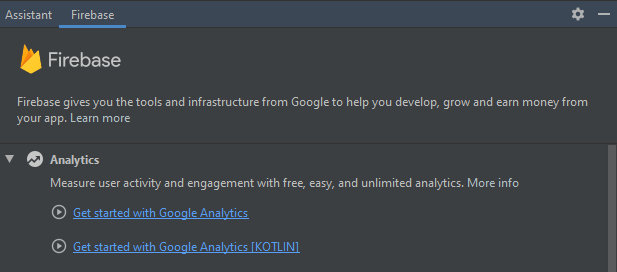 Assistant Firebase
Firebase
Firebase gives you the tools and infrastructure from Google to help you develop, grow and earn money from
your app. Learn more
Analytics
Measure user activity and engagement with free, easy, and unlimited analytics. More info
Get started with Google Analytics
Get started with Google Analytics [KOTLIN]